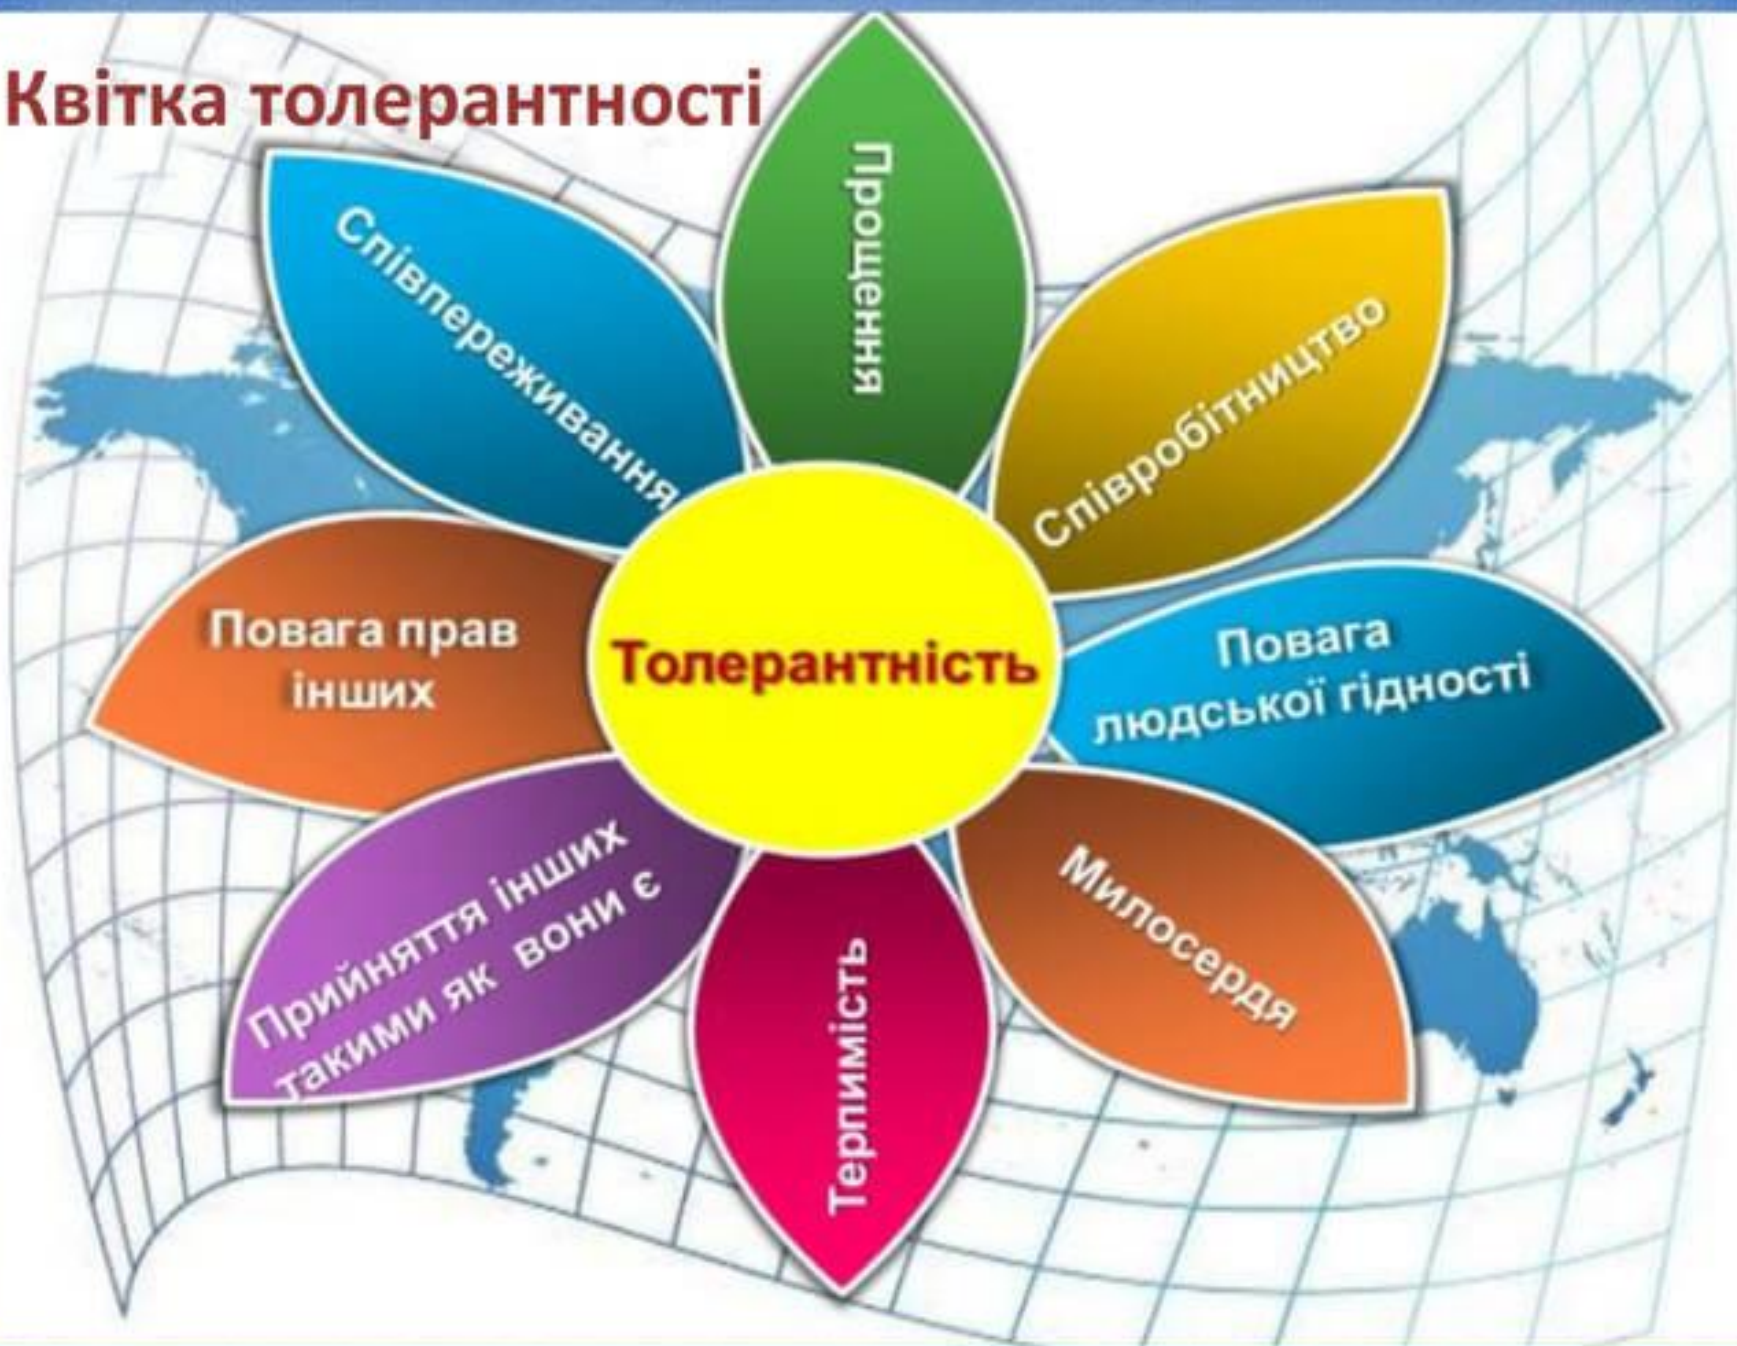 Квітка толерантності
Прощення
Співпереживання
Співробітництво
Повага прав
інших
Толерантність
Повага
людської гідності
Прийняття інших
такими як вони є
Терпимість
Милосердя